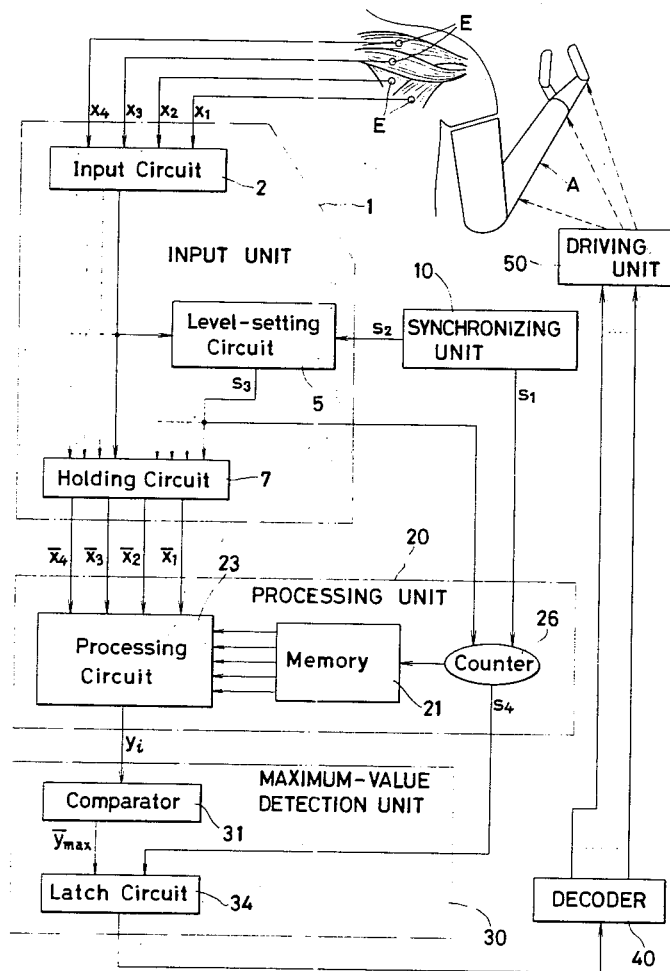 E
E
x4 x3 x2 x1
Input Circuit
2
1
A
INPUT UNIT
DRIVING
UNIT
50
10
Level-setting
Circuit
s2
SYNCHRONIZING
UNIT
5
s3
s1
Holding Circuit
7
x̄4 x̄3 x̄2 x̄1
23
20
PROCESSING UNIT
26
Processing
Circuit
Memory
Counter
21
s4
yi
MAXIMUM-VALUE
DETECTION UNIT
Comparator
31
ȳmax
Latch Circuit
34
DECODER
30
40